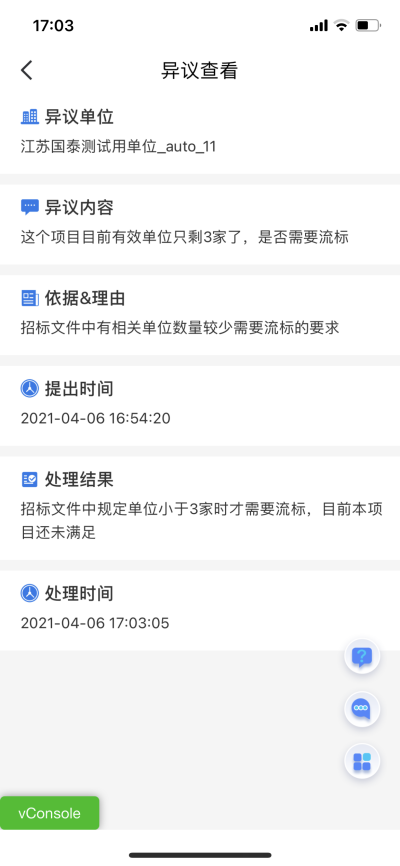 17:03
异议查看
异议单位
江苏国泰测试用单位_auto_11
异议内容
这个项目目前有效单位只剩3家了，是否需要流标
依据&理由
招标文件中有相关单位数量较少需要流标的要求
提出时间
2021-04-06 16:54:20
处理结果
招标文件中规定单位小于3家时才需要流标，目前本项
目还未满足
处理时间
2021-04-06 17:03:05
vConsole